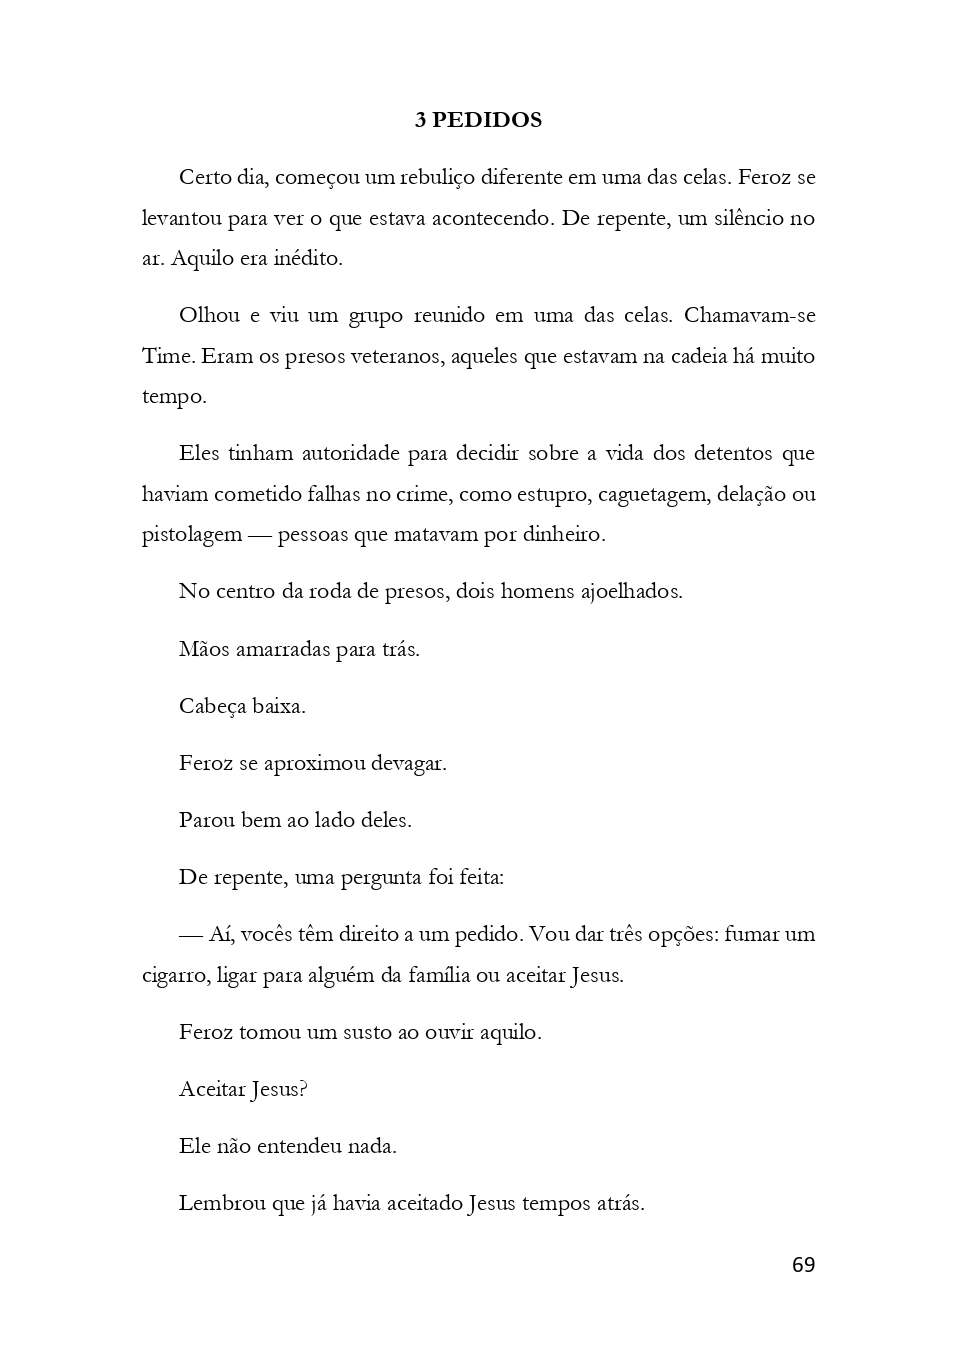 3 PEDIDOS
Certo dia, começou um rebuliço diferente em uma das celas. Feroz se
levantou para ver o que estava acontecendo. De repente, um silêncio no
ar. Aquilo era inédito.
Olhou e viu um grupo reunido em uma das celas. Chamavam-se
Time. Eram os presos veteranos, aqueles que estavam na cadeia há muito
tempo.
Eles tinham autoridade para decidir sobre a vida dos detentos que
haviam cometido falhas no crime, como estupro, caguetagem, delação ou
pistolagem — pessoas que matavam por dinheiro.
No centro da roda de presos, dois homens ajoelhados.
Mãos amarradas para trás.
Cabeça baixa.
Feroz se aproximou devagar.
Parou bem ao lado deles.
De repente, uma pergunta foi feita:
— Aí, vocês têm direito a um pedido. Vou dar três opções: fumar um
cigarro, ligar para alguém da família ou aceitar Jesus.
Feroz tomou um susto ao ouvir aquilo.
Aceitar Jesus?
Ele não entendeu nada.
Lembrou que já havia aceitado Jesus tempos atrás.
69